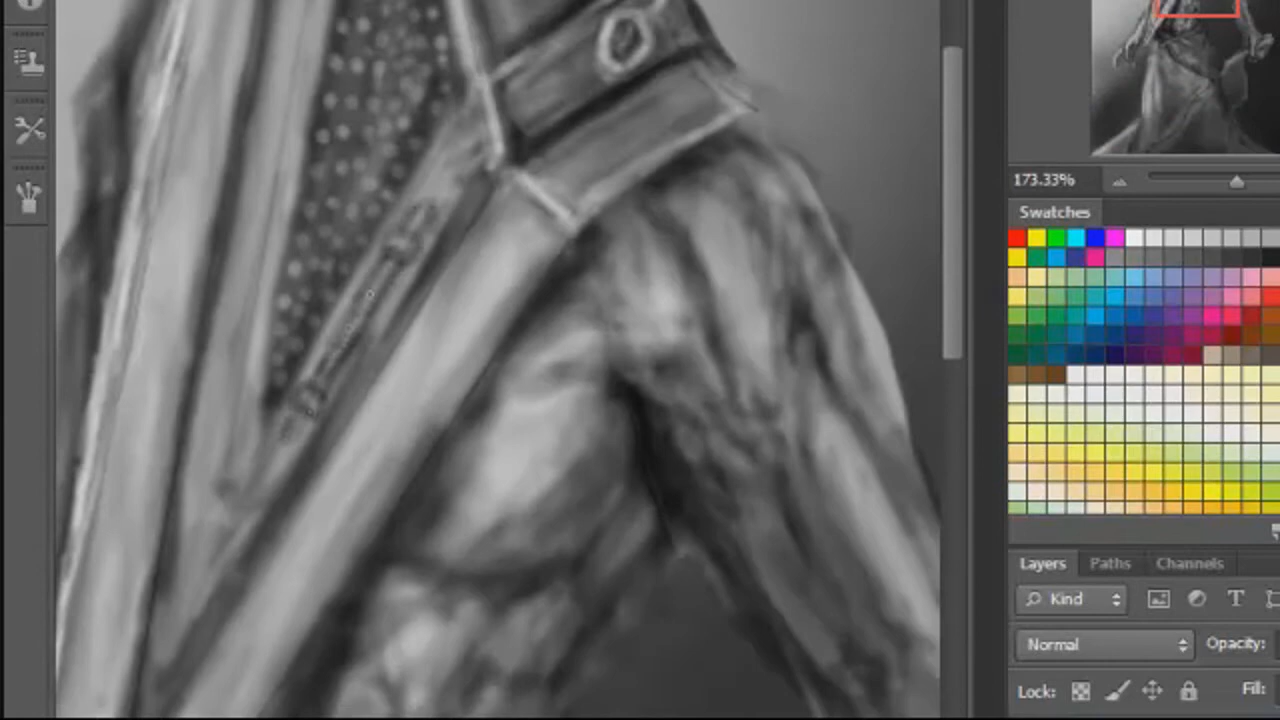 173.33%
Swatches
Layers Paths Channels
Kind
Normal Opacity:
Lock: Fill: